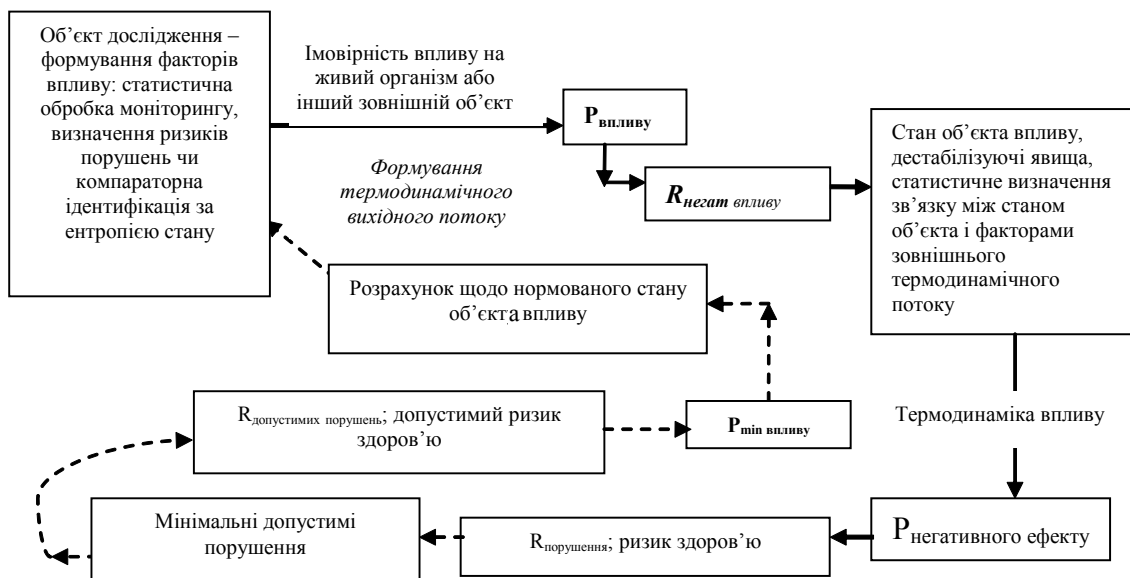 Об’єкт дослідження –
формування факторів
впливу: статистична
обробка моніторингу,
визначення ризиків
порушень чи
компараторна
ідентифікація за
ентропією стану
Імовірність впливу на
живий організм або
інший зовнішній об’єкт
Формування
термодинамічного
вихідного потоку
Pвпливу
Rнегат впливу
Стан об’єкта впливу,
дестабілізуючі явища,
статистичне визначення
зв’язку між станом
об’єкта і факторами
зовнішнього
термодинамічного
потоку
Розрахунок щодо нормованого стану
об’єкта впливу
Rдопустимих порушень; допустимий ризик
здоров’ю
Pmin впливу
Термодинаміка впливу
Мінімальні допустимі
порушення
Rпорушення; ризик здоров’ю
Pнегативного ефекту